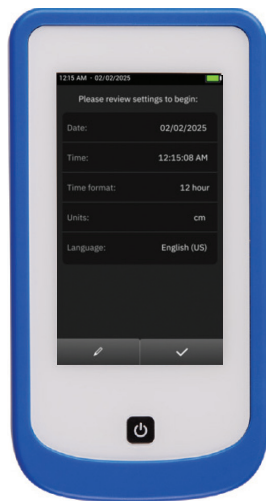 12:15 AM - 02/02/2025
Please review settings to begin:
Date: 02/02/2025
Time: 12:15:08 AM
Time format: 12 hour
Units: cm
Language: English (US)